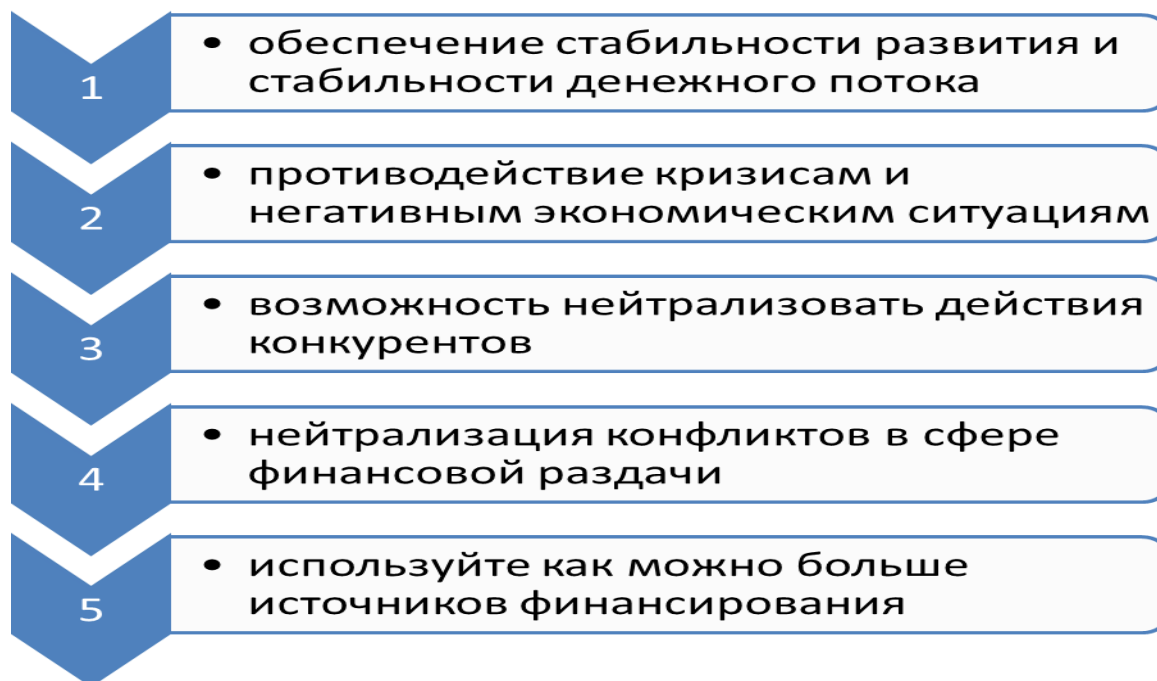 1
• обеспечение стабильности развития и
стабильности денежного потока
2
• противодействие кризисам и
негативным экономическим ситуациям
3
• возможность нейтрализовать действия
конкурентов
4
• нейтрализация конфликтов в сфере
финансовой раздачи
5
• используйте как можно больше
источников финансирования